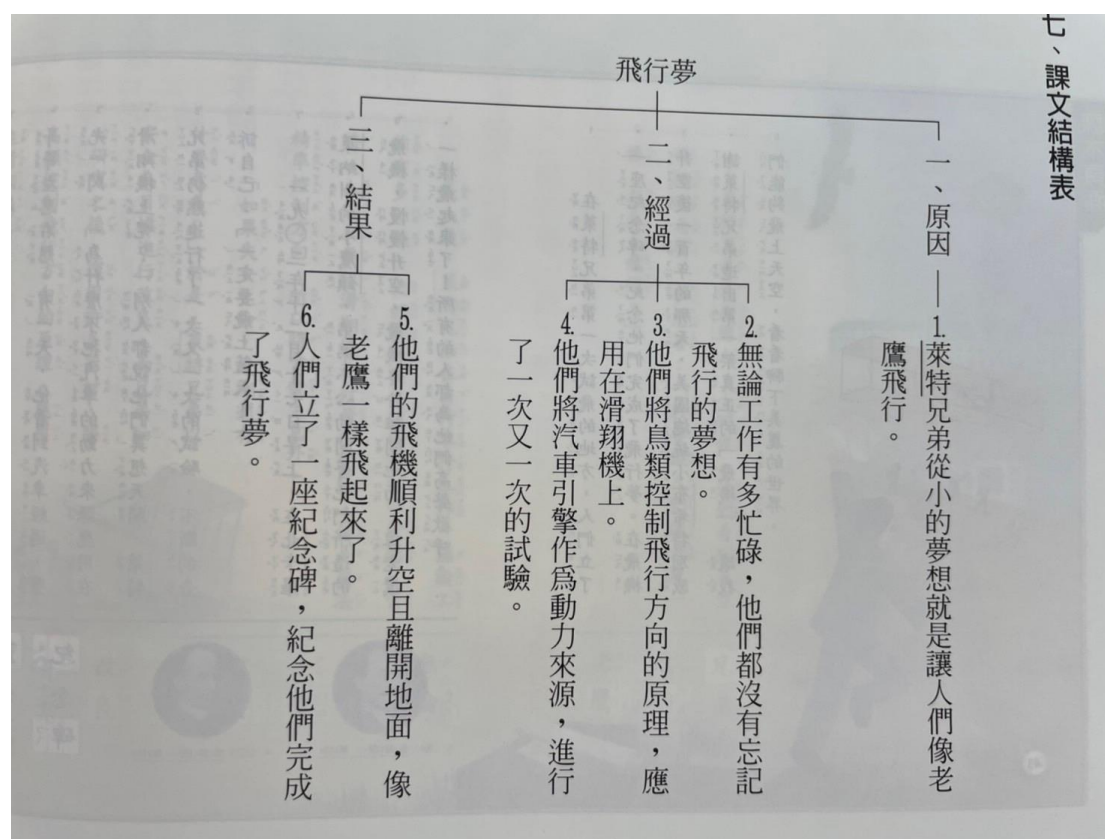 七、課文結構表
飛行夢
一、原因
1.萊特兄弟從小的夢想就是讓人們像老
鷹飛行。
二、經過
2.無論工作有多忙碌，他們都沒有忘記
飛行的夢想。
3.他們將鳥類控制飛行方向的原理，應
用在滑翔機上。
4.他們將汽車引擎作為動力來源，進行
了一次又一次的試驗。
三、結果
5.他們的飛機順利升空且離開地面，像
老鷹一樣飛起來了。
6.人們立了一座紀念碑，紀念他們完成
了飛行夢。